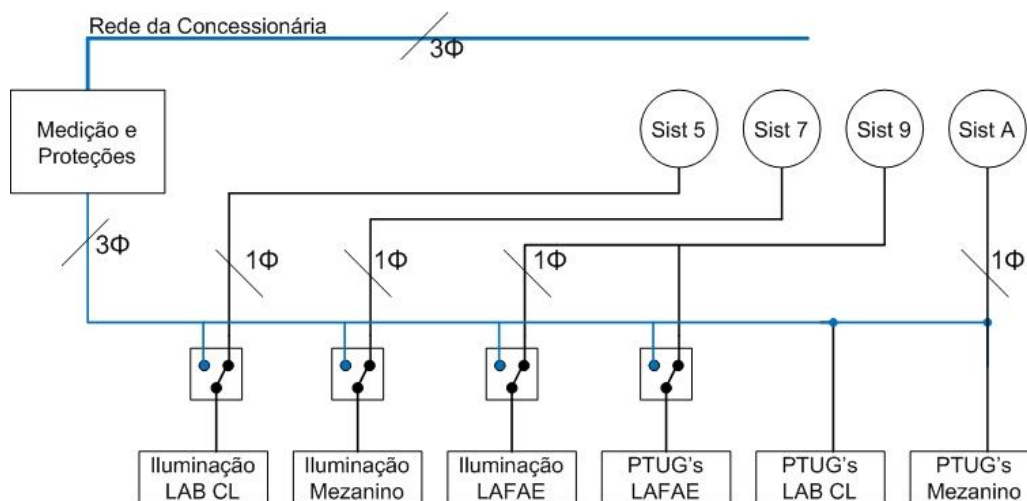 Rede da Concessionária
3Φ
Medição e
Proteções
Sist 5
Sist 7
Sist 9
Sist A
3Φ
1Φ
1Φ
1Φ
1Φ
Iluminação
LAB CL
Iluminação
Mezanino
Iluminação
LAFAE
PTUG's
LAFAE
PTUG's
LAB CL
PTUG's
Mezanino